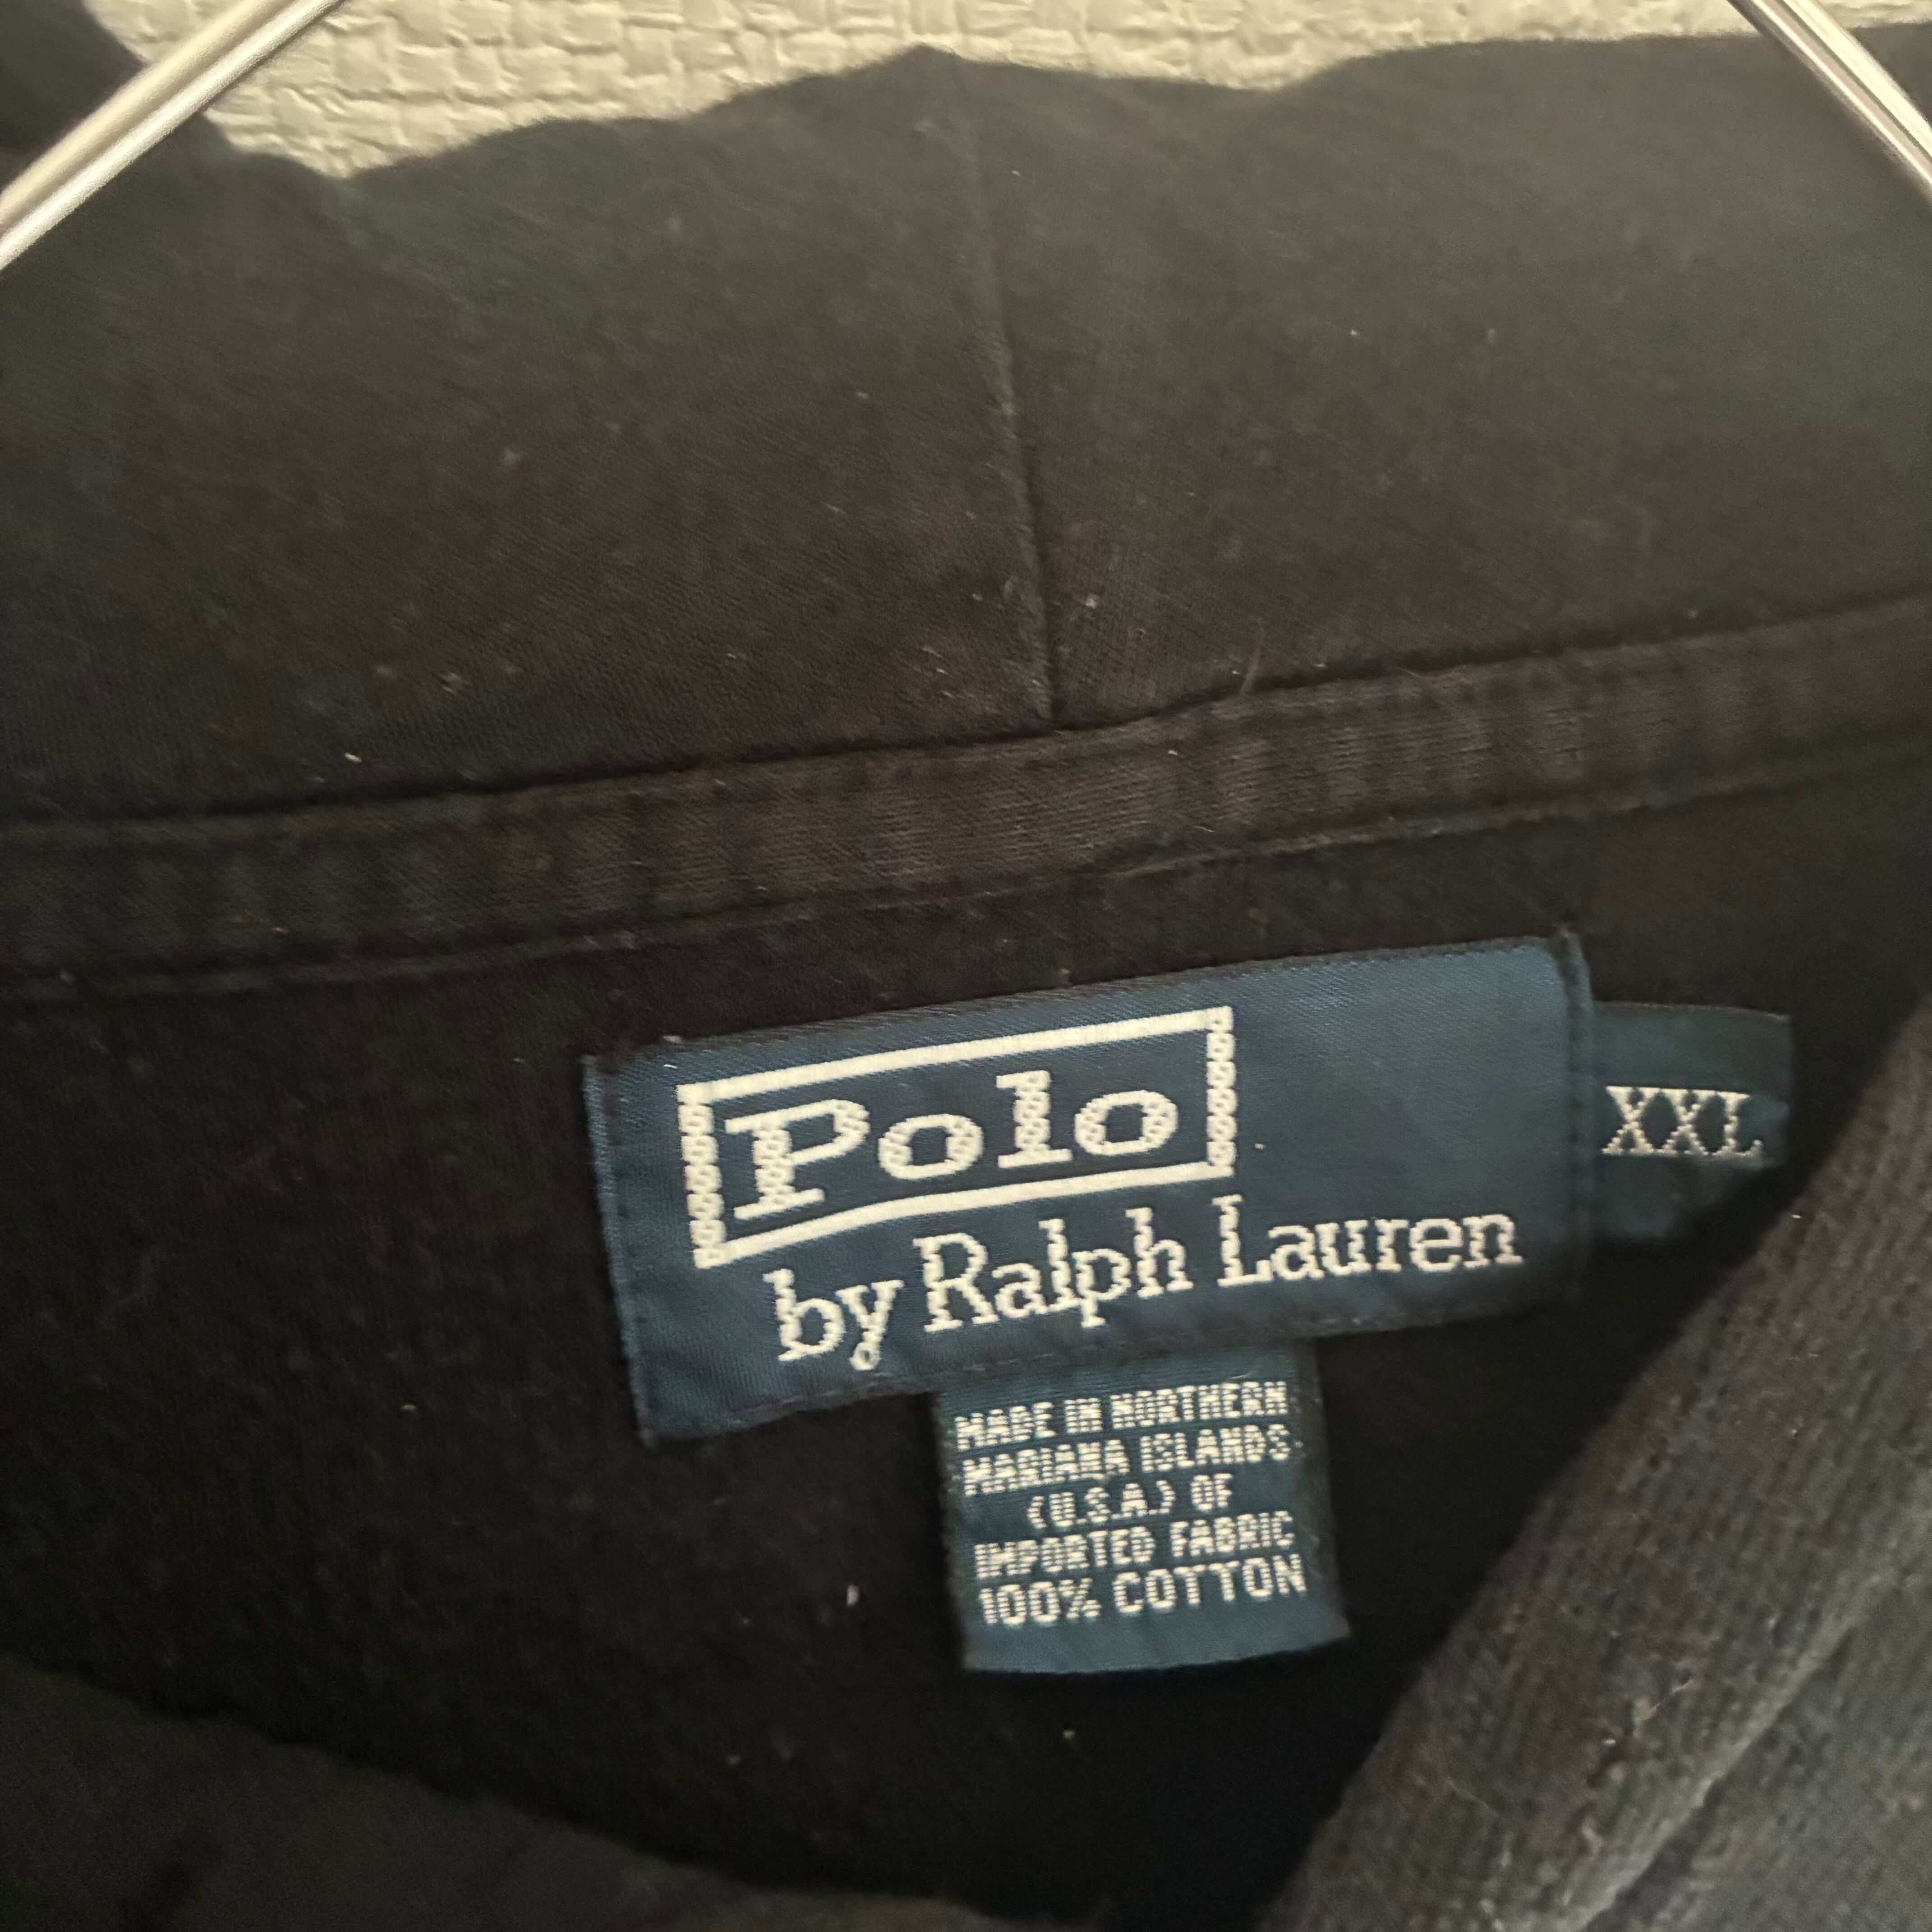 Polo
by Ralph Lauren
XXL
MADE IN NORTHERN
MARIANA ISLANDS
(U.S.A.) OF
IMPORTED FABRIC
100% COTTON